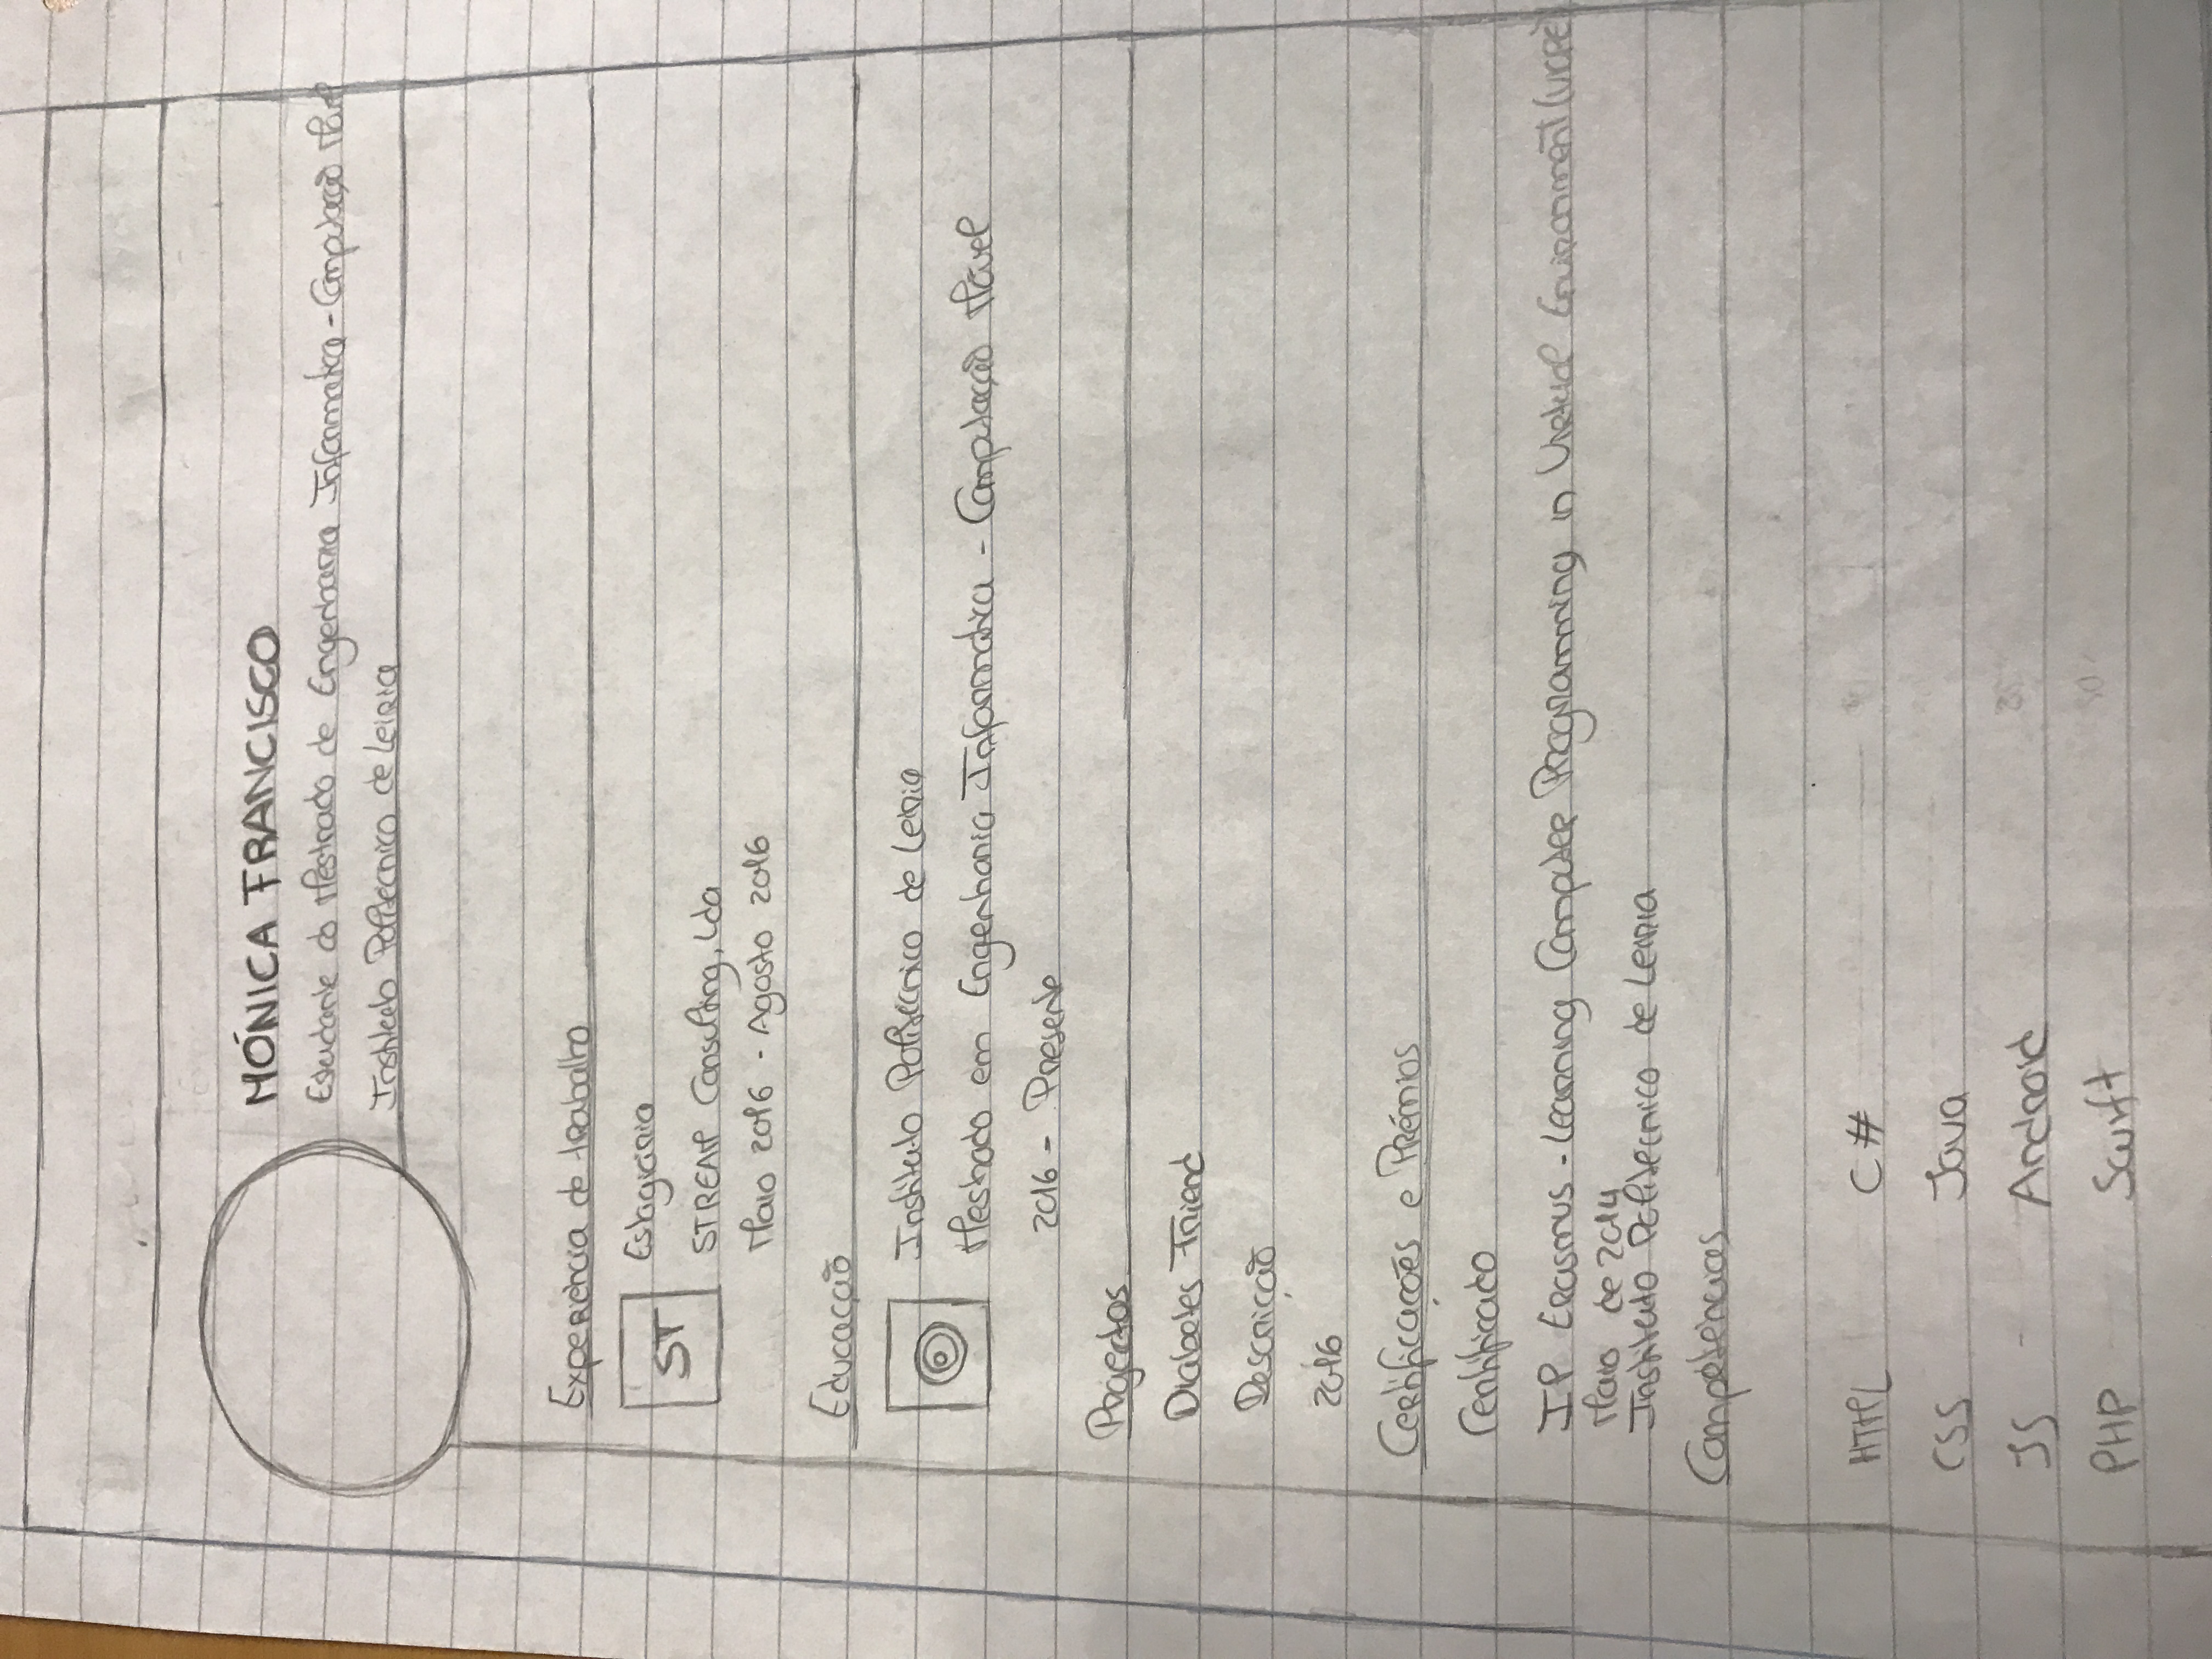 MÓNICA FRANCISCO
Estudante do Mestrado de Engenharia Informatica - Computação Móvel
Instituto Politécnico de Leiria
Experiência de trabalho
ST
Estagiária
STREAM Consulting, Lda
Maio 2016 - Agosto 2016
Educação
Instituto Politécnico de Leiria
Mestrado em Engenharia Informática - Computação Móvel
2016 - Presente
Projectos
Diabetes Friend
Descrição
2016
Certificações e Prémios
Certificado
IP Erasmus - Learning Computer Programming in Virtual Environment
Maio de 2014
Instituto Politécnico de Leiria
Competências
HTML C#
CSS Java
JS Android
PHP Swift